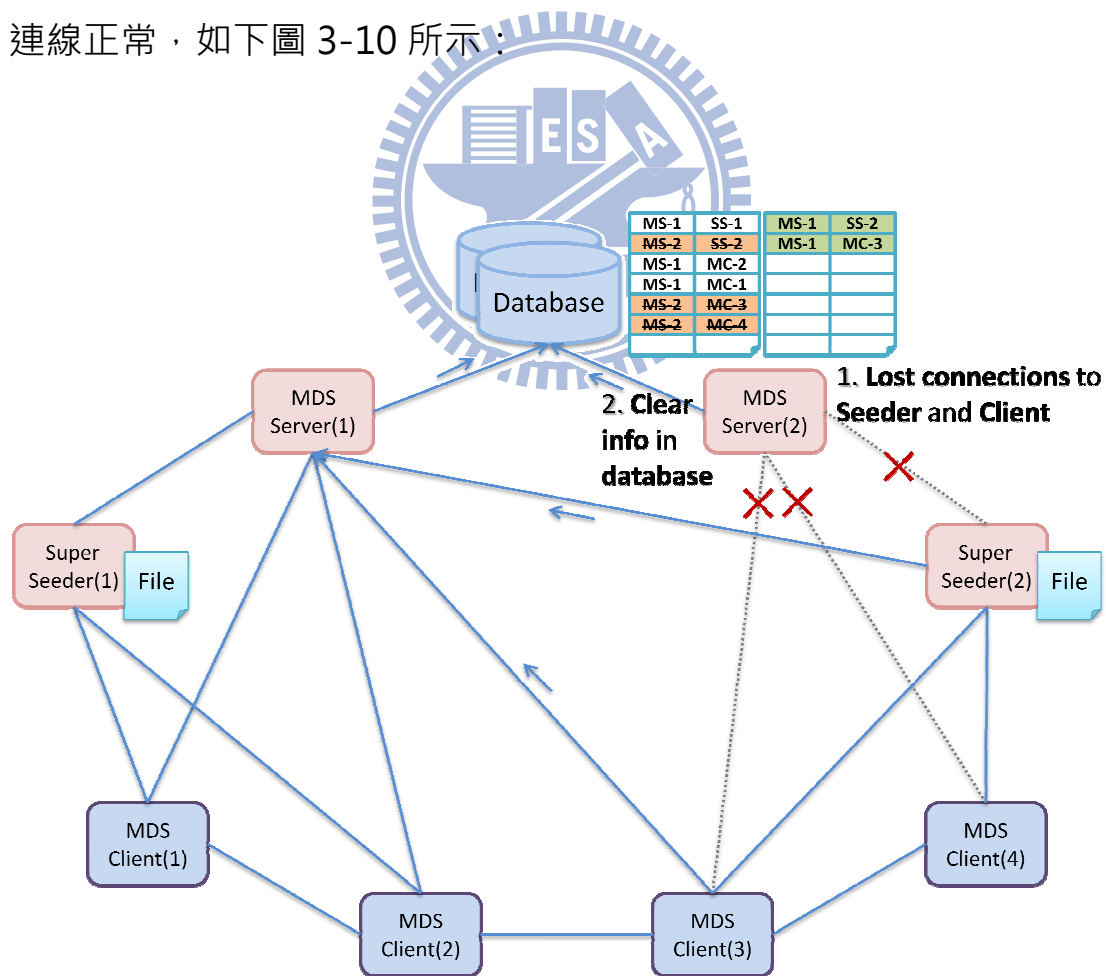 連線正常，如下圖 3-10 所示：
E S A
MS-1 SS-1 MS-1 SS-2
MS-2 SS-2 MS-1 MC-3
MS-1 MC-2
MS-1 MC-1
MS-2 MC-3
MS-2 MC-4
Database
MDS
Server(1)
2. Clear
info in
database
MDS
Server(2)
1. Lost connections to
Seeder and Client
Super
Seeder(1)
File
Super
Seeder(2)
File
MDS
Client(1)
MDS
Client(4)
MDS
Client(2)
MDS
Client(3)